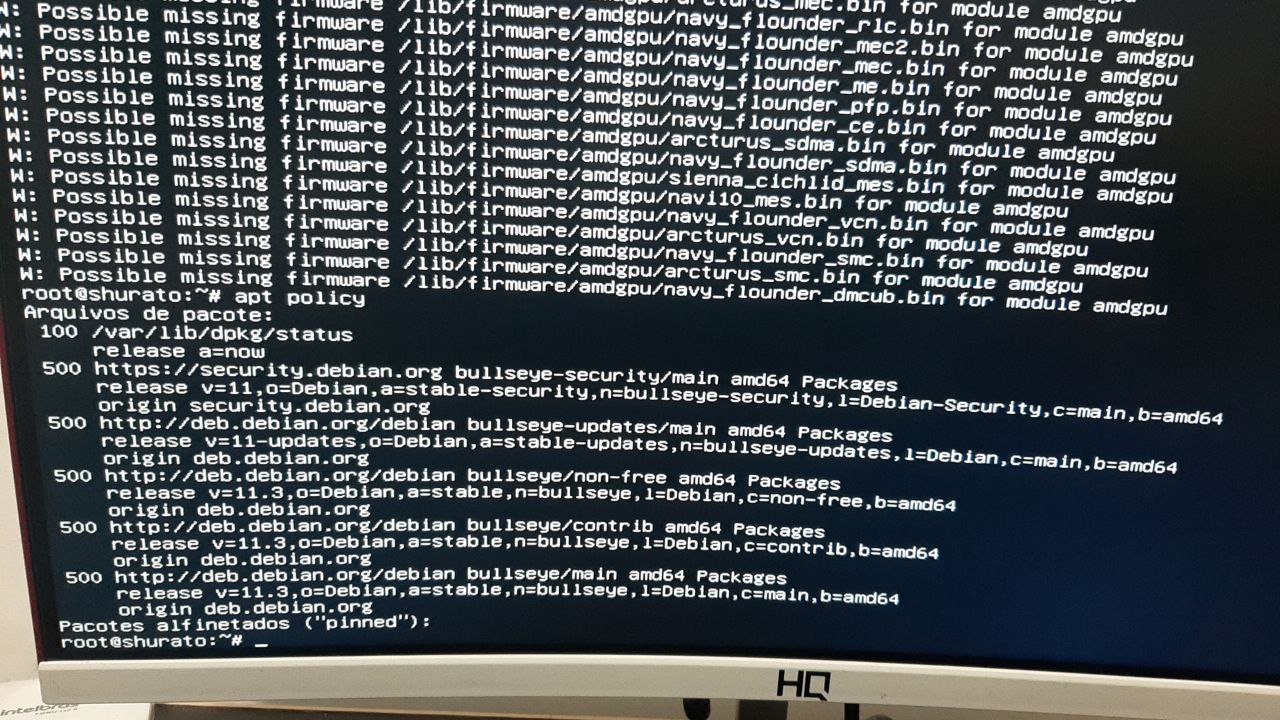 W: Possible missing firmware /lib/firmware/amdgpu/arcturus_mec.bin for module amdgpu
W: Possible missing firmware /lib/firmware/amdgpu/navy_flounder_rlc.bin for module amdgpu
W: Possible missing firmware /lib/firmware/amdgpu/navy_flounder_mec2.bin for module amdgpu
W: Possible missing firmware /lib/firmware/amdgpu/navy_flounder_mec.bin for module amdgpu
W: Possible missing firmware /lib/firmware/amdgpu/navy_flounder_me.bin for module amdgpu
W: Possible missing firmware /lib/firmware/amdgpu/navy_flounder_pfp.bin for module amdgpu
W: Possible missing firmware /lib/firmware/amdgpu/navy_flounder_ce.bin for module amdgpu
W: Possible missing firmware /lib/firmware/amdgpu/arcturus_sdma.bin for module amdgpu
W: Possible missing firmware /lib/firmware/amdgpu/navy_flounder_sdma.bin for module amdgpu
W: Possible missing firmware /lib/firmware/amdgpu/sienna_cichlid_mes.bin for module amdgpu
W: Possible missing firmware /lib/firmware/amdgpu/navi10_mes.bin for module amdgpu
W: Possible missing firmware /lib/firmware/amdgpu/navy_flounder_vcn.bin for module amdgpu
W: Possible missing firmware /lib/firmware/amdgpu/arcturus_vcn.bin for module amdgpu
W: Possible missing firmware /lib/firmware/amdgpu/navy_flounder_smc.bin for module amdgpu
W: Possible missing firmware /lib/firmware/amdgpu/arcturus_smc.bin for module amdgpu
W: Possible missing firmware /lib/firmware/amdgpu/navy_flounder_dmcub.bin for module amdgpu
root@shurato:~# apt policy
Arquivos de pacote:
100 /var/lib/dpkg/status
release a=now
500 https://security.debian.org bullseye-security/main amd64 Packages
release v=11,o=Debian,a=stable-security,n=bullseye-security,l=Debian-Security,c=main,b=amd64
origin security.debian.org
500 http://deb.debian.org/debian bullseye-updates/main amd64 Packages
release v=11-updates,o=Debian,a=stable-updates,n=bullseye-updates,l=Debian,c=main,b=amd64
origin deb.debian.org
500 http://deb.debian.org/debian bullseye/non-free amd64 Packages
release v=11.3,o=Debian,a=stable,n=bullseye,l=Debian,c=non-free,b=amd64
origin deb.debian.org
500 http://deb.debian.org/debian bullseye/contrib amd64 Packages
release v=11.3,o=Debian,a=stable,n=bullseye,l=Debian,c=contrib,b=amd64
origin deb.debian.org
500 http://deb.debian.org/debian bullseye/main amd64 Packages
release v=11.3,o=Debian,a=stable,n=bullseye,l=Debian,c=main,b=amd64
origin deb.debian.org
Pacotes alfinetados ("pinned"):
root@shurato:~# _
HQ
intelbras